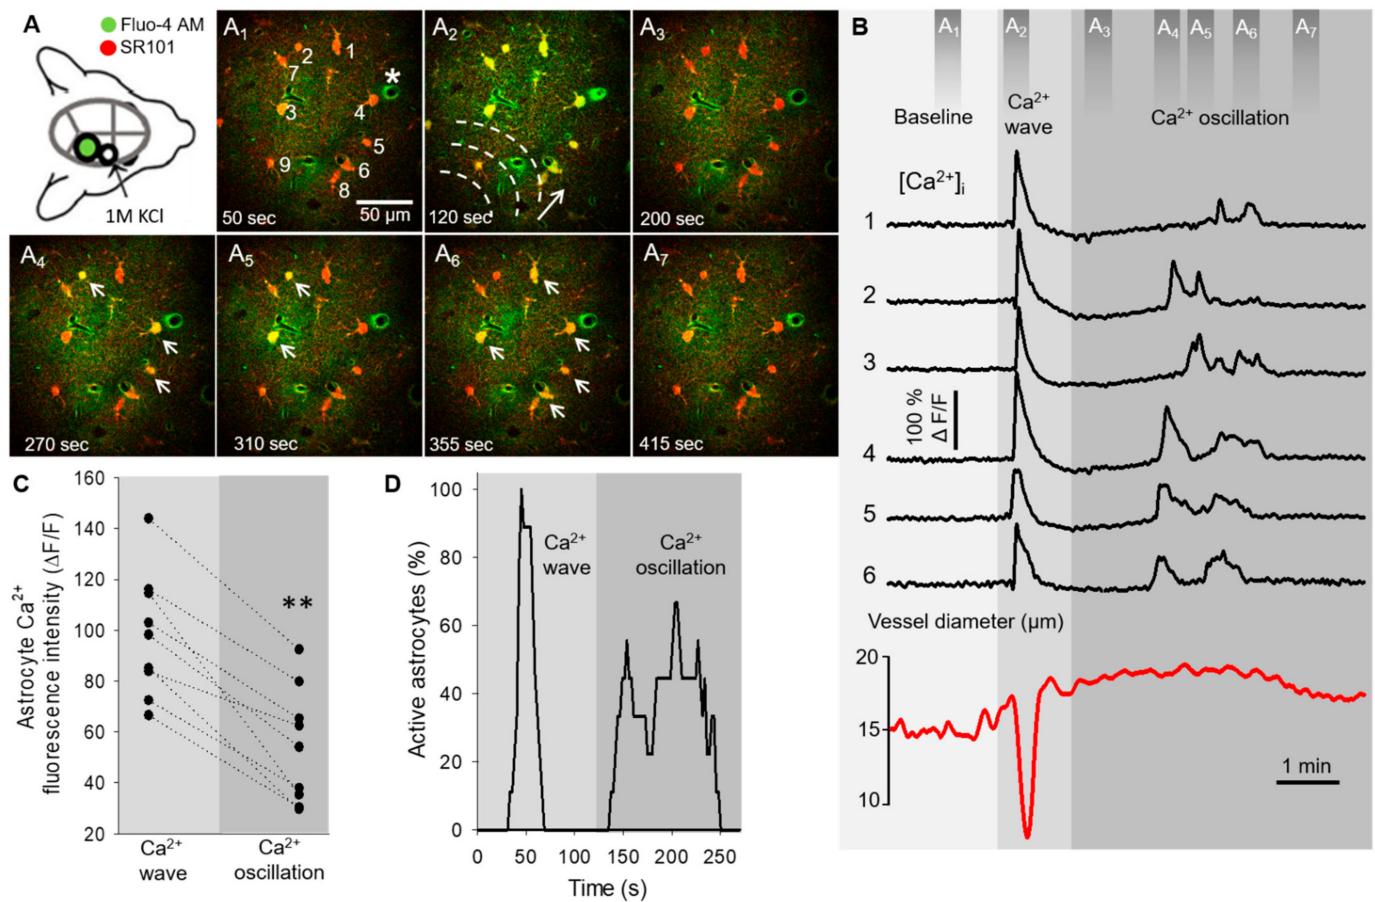 A
Fluo-4 AM
SR101
1M KCl
A1
1
2
7
3
4
*
5
6
9
8
50 µm
50 sec
A2
120 sec
A3
200 sec
A4
270 sec
A5
310 sec
A6
355 sec
A7
415 sec
B
A1 A2 A3 A4 A5 A6 A7
Baseline
Ca2+
wave
Ca2+ oscillation
[Ca2+]i
1
2
3
100 %
Δ F/F
4
5
6
Vessel diameter (µm)
20
15
10
1 min
C
Astrocyte Ca2+
fluorescence intensity (ΔF/F)
160
140
120
100
80
60
40
20
**
Ca2+
wave
Ca2+
oscillation
D
Active astrocytes (%)
100
80
60
40
20
0
Ca2+
wave
Ca2+
oscillation
0 50 100 150 200 250
Time (s)